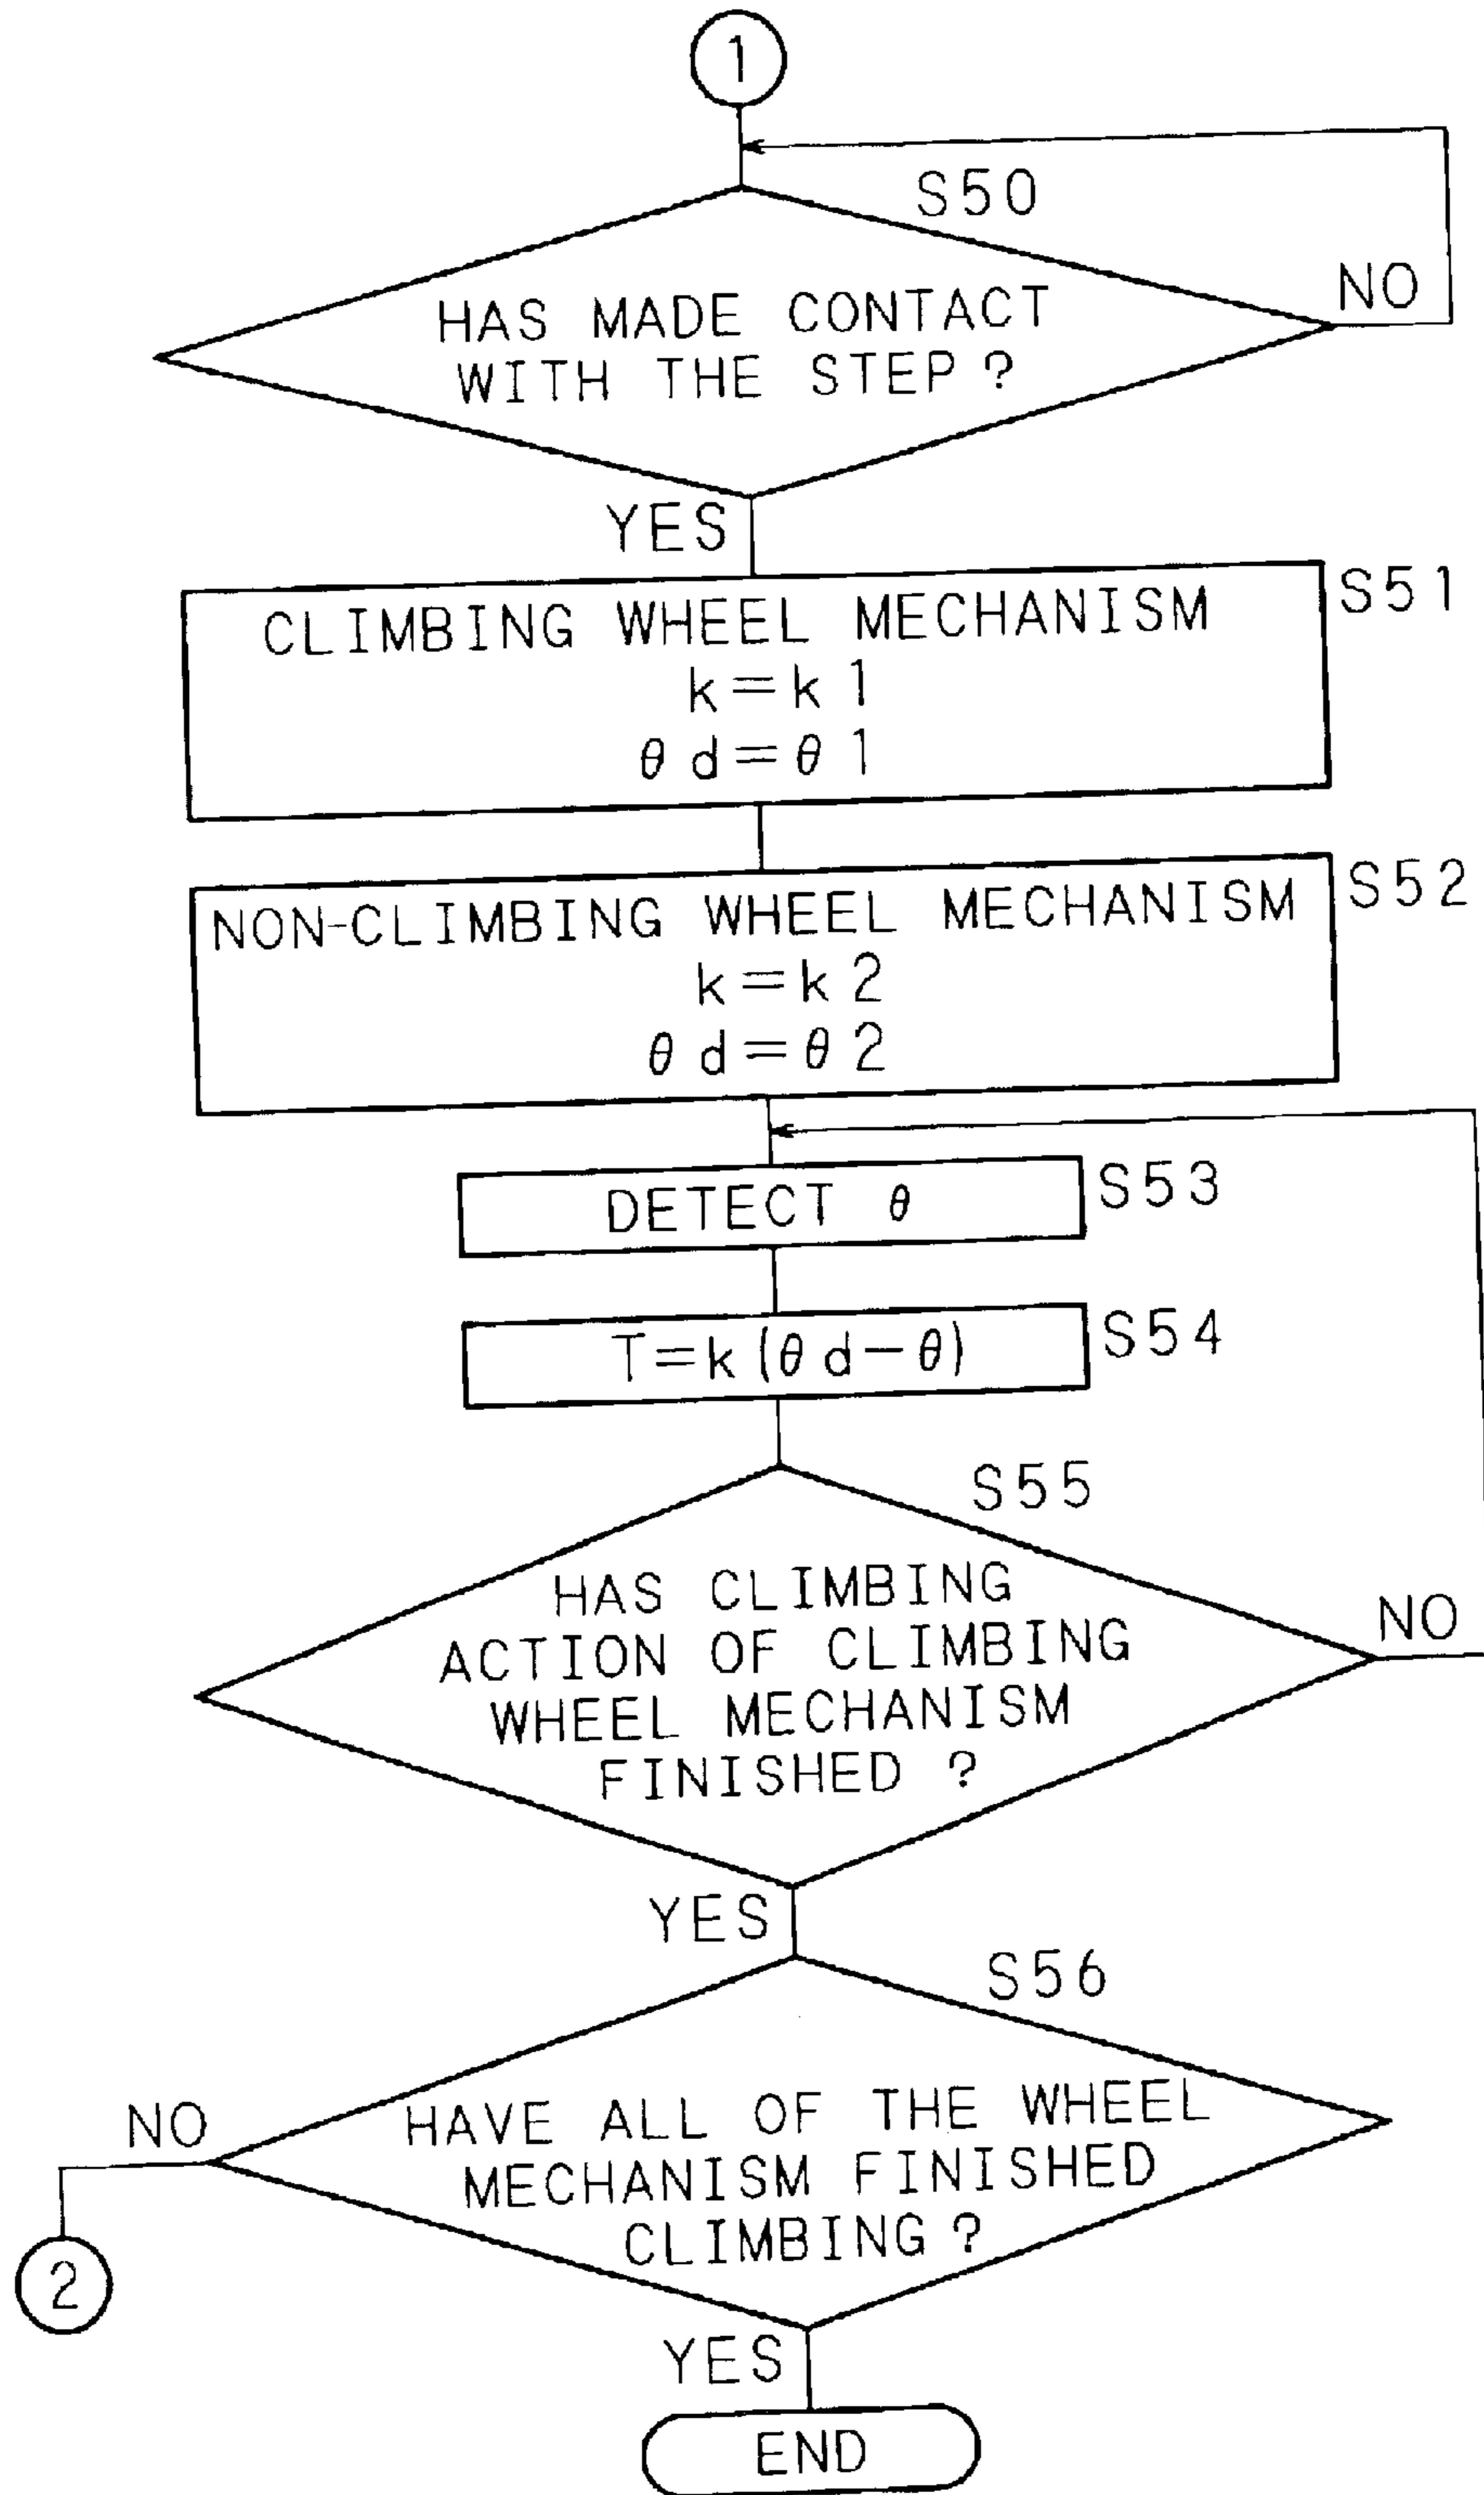 1
S50
HAS MADE CONTACT
WITH THE STEP ?
NO
YES
S51
CLIMBING WHEEL MECHANISM
k=k1
θd=θ1
S52
NON-CLIMBING WHEEL MECHANISM
k=k2
θd=θ2
DETECT θ
S53
T=k(θd-θ)
S54
S55
HAS CLIMBING
ACTION OF CLIMBING
WHEEL MECHANISM
FINISHED ?
NO
YES
S56
HAVE ALL OF THE WHEEL
MECHANISM FINISHED
CLIMBING ?
NO
2
YES
END